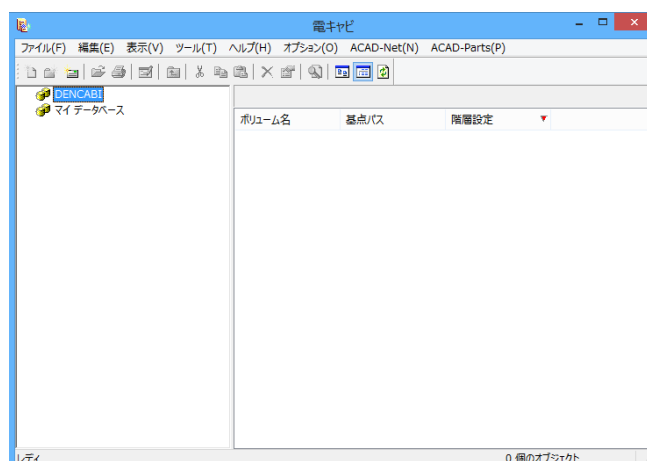 電キャビ
ファイル(F) 編集(E) 表示(V) ツール(T) ヘルプ(H) オプション(O) ACAD-Net(N) ACAD-Parts(P)
DENCABI
マイ データベース
ボリューム名 基点パス 階層設定
レディ 0 個のオブジェクト